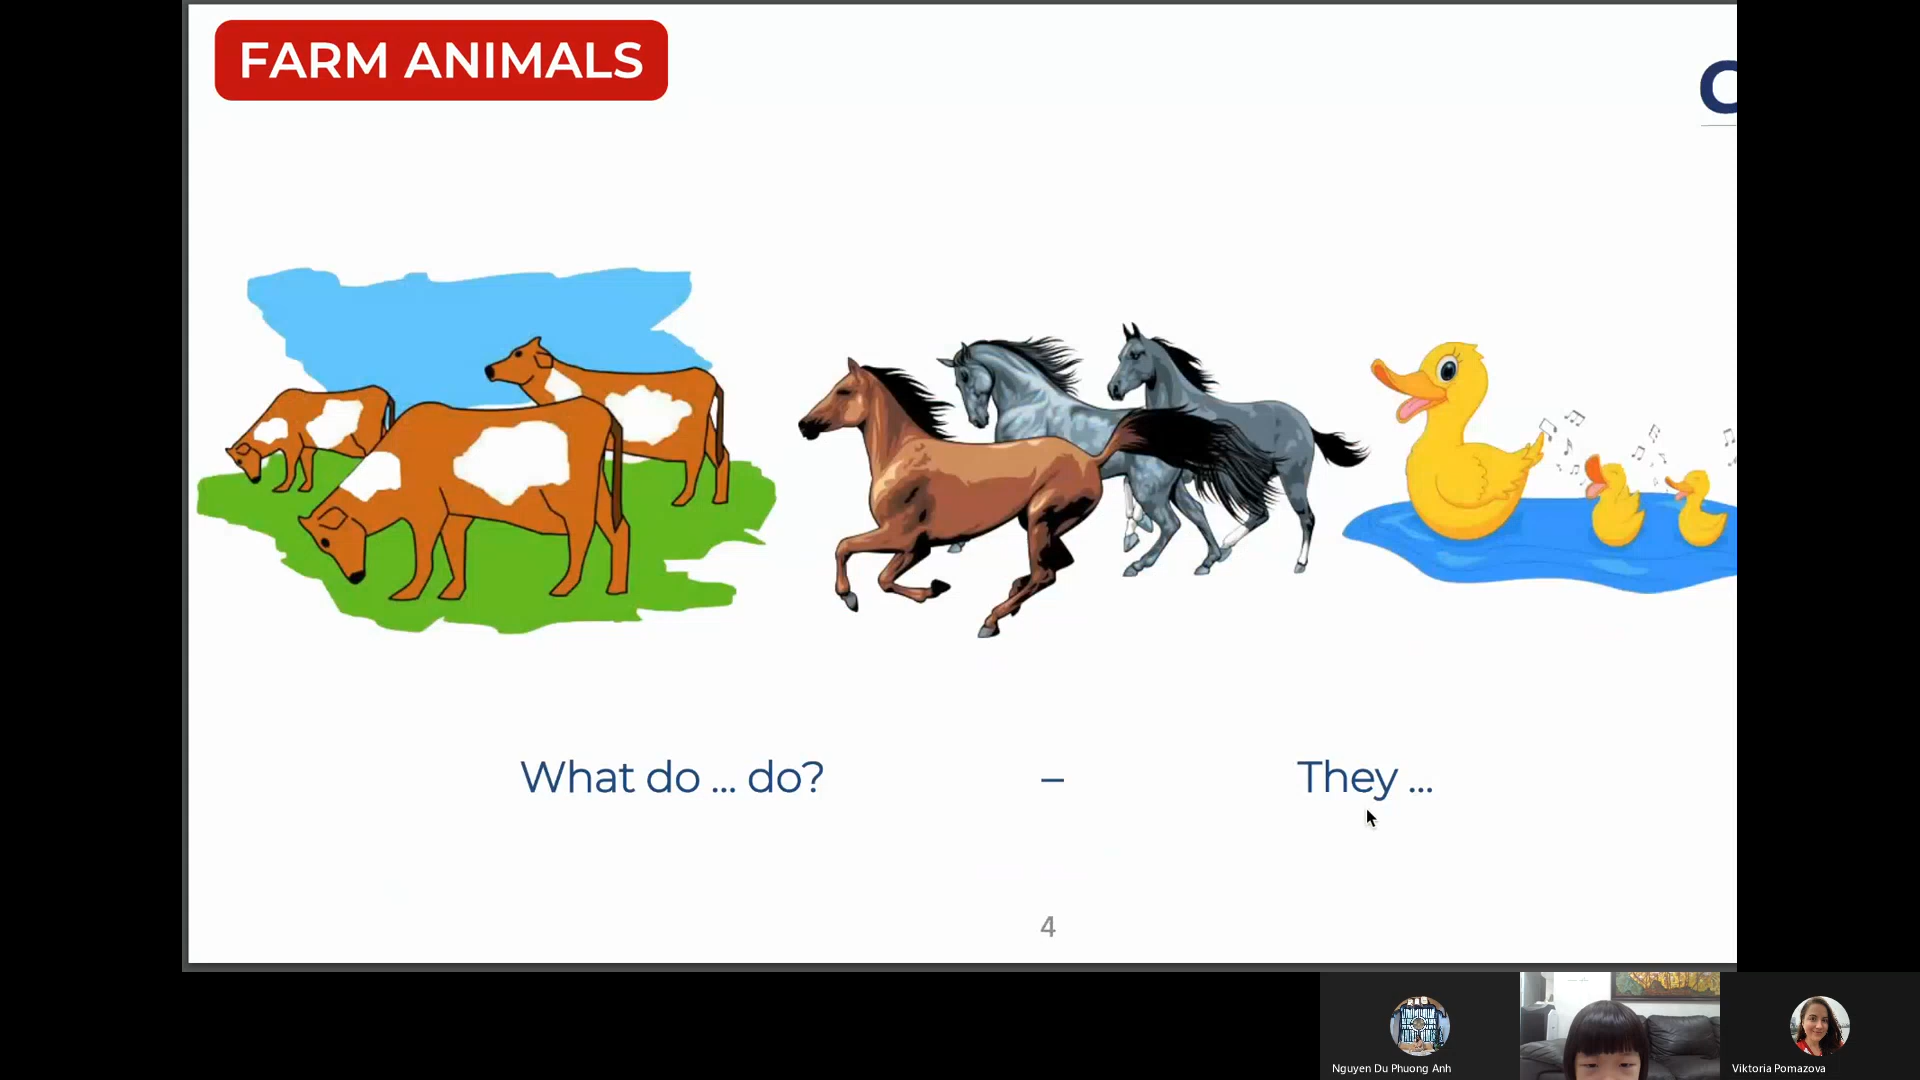 FARM ANIMALS
What do ... do? – They ...
4
Nguyen Du Phuong Anh
Viktoria Pomazova